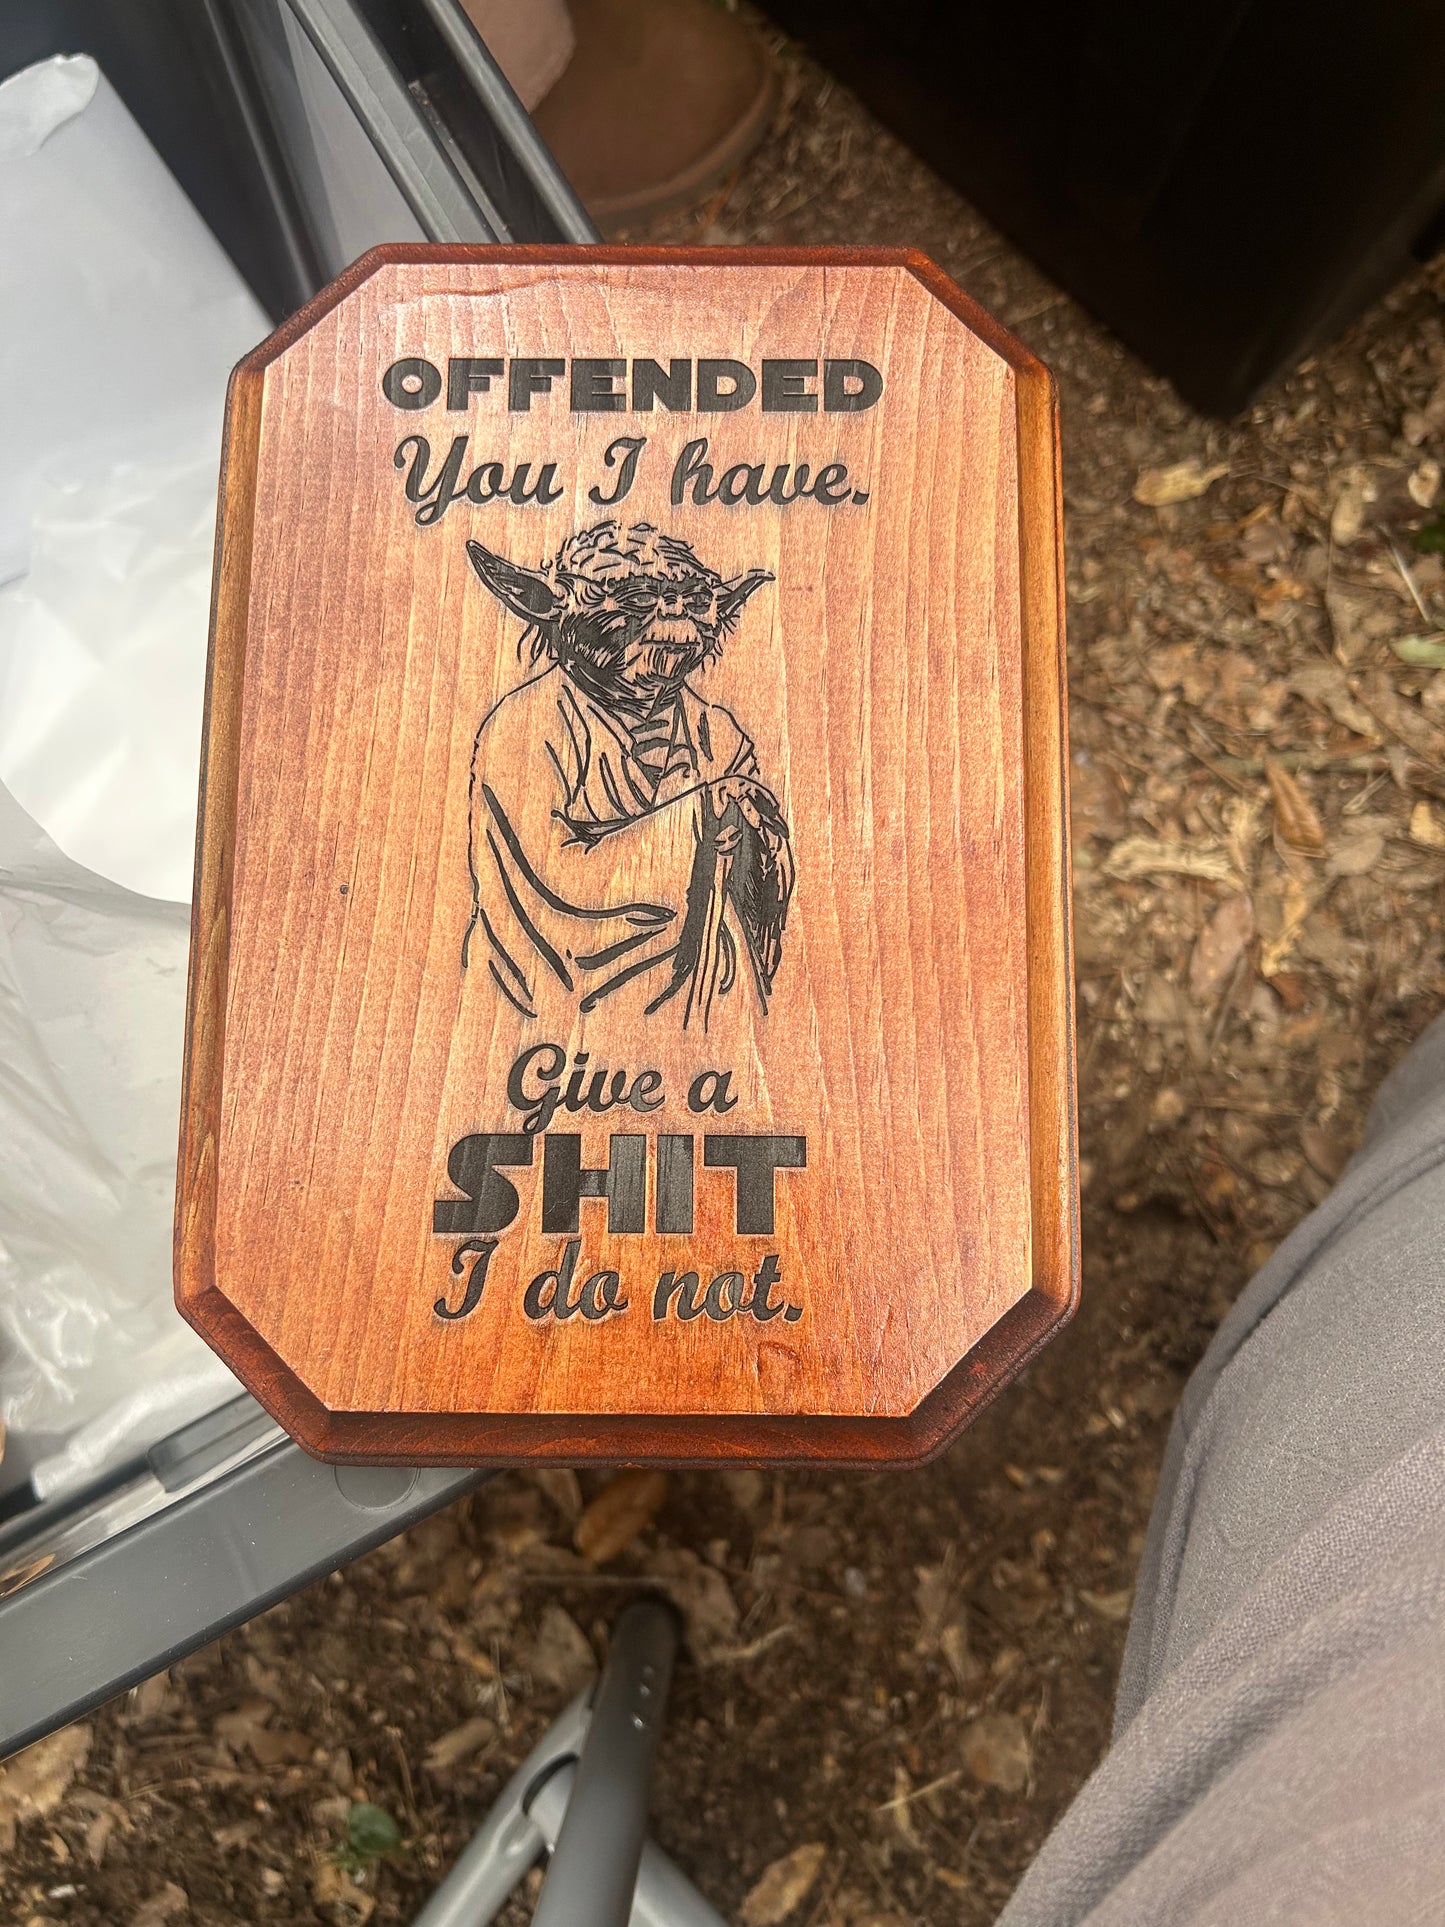 OFFENDED
You I have.
Give a
SHIT
I do not.